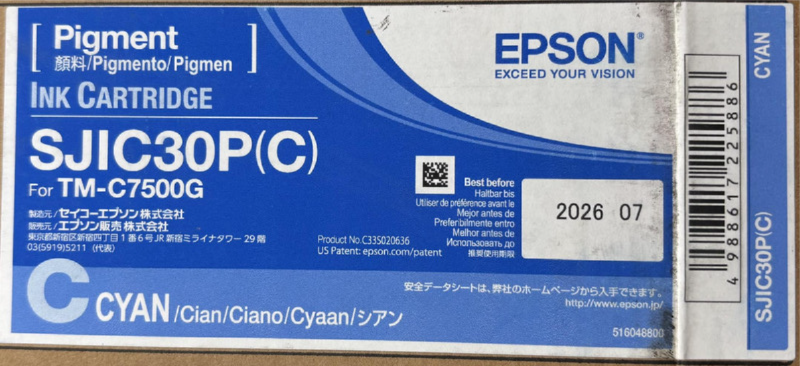 [ Pigment
顔料/Pigmento/Pigmen ]
INK CARTRIDGE
SJIC30P(C)
For TM-C7500G
製造元/セイコーエプソン株式会社
販売元/エプソン販売株式会社
東京都新宿区新宿四丁目1番6号JR新宿ミライナタワー 29階
03(5919)5211 (代表)
Product No.C33S020636
US Patent: epson.com/patent
EPSON®
EXCEED YOUR VISION
Best before
Haltbar bis
Utiliser de préférence avant le
Mejor antes de
Preferibilmente entro
Melhor antes de
Использовать до
推奨使用期限
2026 07
C CYAN/Cian/Ciano/Cyaan/シアン
安全データシートは、弊社のホームページから入手できます。
http://www.epson.jp/
516048800
4988617225886
CYAN
SJIC30P(C)